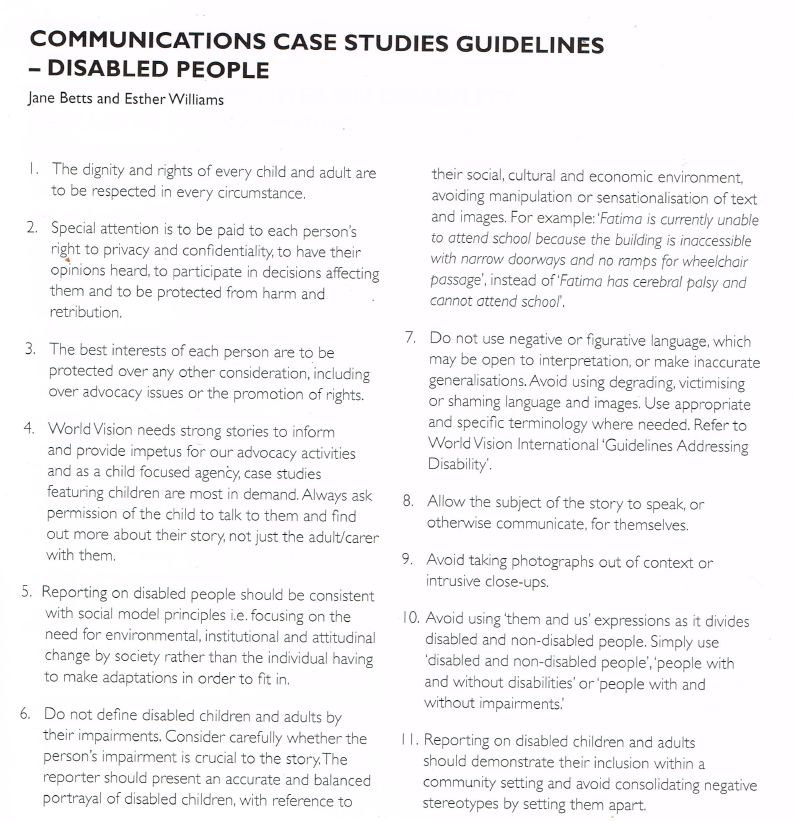 COMMUNICATIONS CASE STUDIES GUIDELINES
– DISABLED PEOPLE
Jane Betts and Esther Williams
1. The dignity and rights of every child and adult are
to be respected in every circumstance.
2. Special attention is to be paid to each person's
right to privacy and confidentiality, to have their
opinions heard, to participate in decisions affecting
them and to be protected from harm and
retribution.
3. The best interests of each person are to be
protected over any other consideration, including
over advocacy issues or the promotion of rights.
4. World Vision needs strong stories to inform
and provide impetus for our advocacy activities
and as a child focused agency, case studies
featuring children are most in demand. Always ask
permission of the child to talk to them and find
out more about their story, not just the adult/carer
with them.
5. Reporting on disabled people should be consistent
with social model principles i.e. focusing on the
need for environmental, institutional and attitudinal
change by society rather than the individual having
to make adaptations in order to fit in.
6. Do not define disabled children and adults by
their impairments. Consider carefully whether the
person's impairment is crucial to the story. The
reporter should present an accurate and balanced
portrayal of disabled children, with reference to
their social, cultural and economic environment,
avoiding manipulation or sensationalisation of text
and images. For example: 'Fatima is currently unable
to attend school because the building is inaccessible
with narrow doorways and no ramps for wheelchair
passage', instead of 'Fatima has cerebral palsy and
cannot attend school'.
7. Do not use negative or figurative language, which
may be open to interpretation, or make inaccurate
generalisations. Avoid using degrading, victimising
or shaming language and images. Use appropriate
and specific terminology where needed. Refer to
World Vision International 'Guidelines Addressing
Disability'.
8. Allow the subject of the story to speak, or
otherwise communicate, for themselves.
9. Avoid taking photographs out of context or
intrusive close-ups.
10. Avoid using 'them and us' expressions as it divides
disabled and non-disabled people. Simply use
'disabled and non-disabled people', 'people with
and without disabilities' or 'people with and
without impairments.'
11. Reporting on disabled children and adults
should demonstrate their inclusion within a
community setting and avoid consolidating negative
stereotypes by setting them apart.